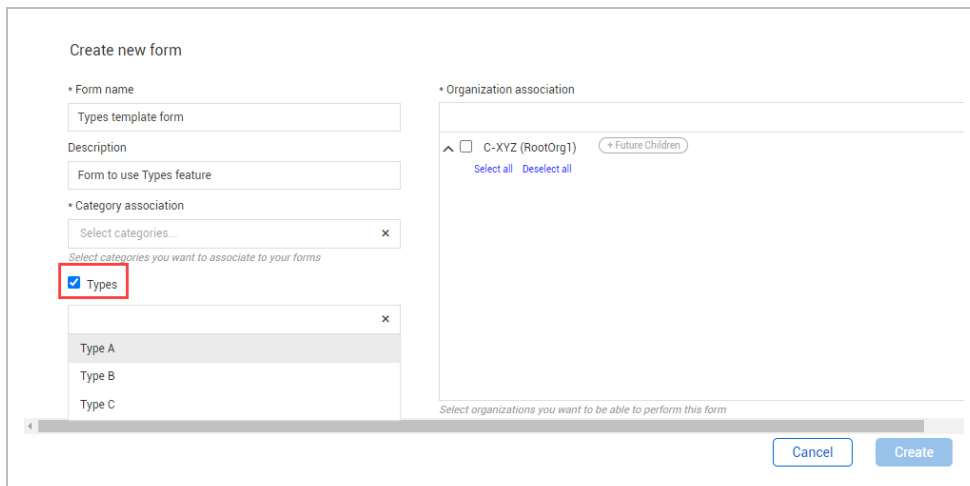 Create new form
* Form name
Types template form
Description
Form to use Types feature
* Category association
Select categories...
Select categories you want to associate to your forms
Types
Type A
Type B
Type C
* Organization association
C-XYZ (RootOrg1) + Future Children
Select all Deselect all
Select organizations you want to be able to perform this form
Cancel Create